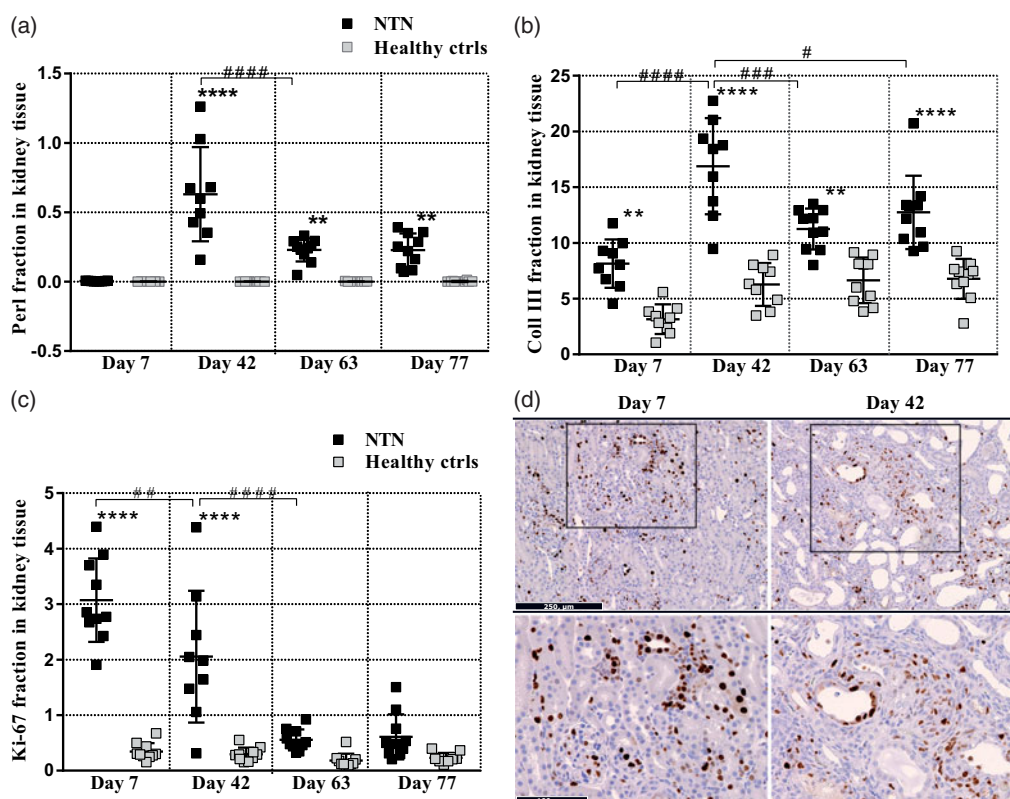 (a)
NTN
Healthy ctrls
Perl fraction in kidney tissue
1.5
1.0
0.5
0.0
-0.5
####
****
**
**
Day 7 Day 42 Day 63 Day 77
(b)
Coll III fraction in kidney tissue
25
20
15
10
5
0
#
#### ###
**
****
**
****
Day 7 Day 42 Day 63 Day 77
(c)
NTN
Healthy ctrls
Ki-67 fraction in kidney tissue
5
4
3
2
1
0
## ####
**** ****
Day 7 Day 42 Day 63 Day 77
(d)
Day 7 Day 42
250, µm